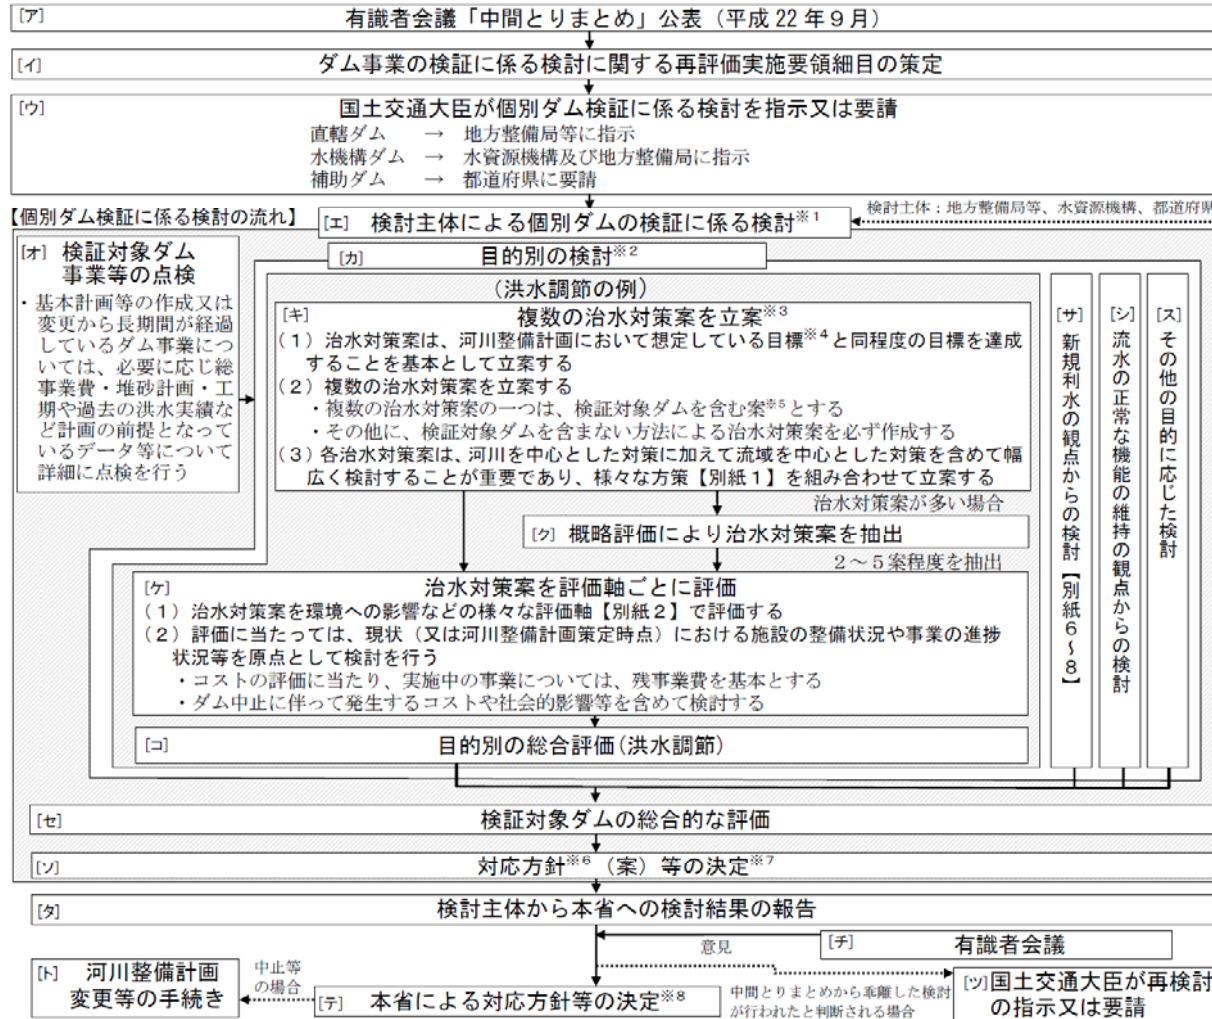 [ア] 有識者会議「中間とりまとめ」公表（平成 22 年９月）
[イ] ダム事業の検証に係る検討に関する再評価実施要領細目の策定
[ウ] 国土交通大臣が個別ダム検証に係る検討を指示又は要請
直轄ダム → 地方整備局等に指示
水機構ダム → 水資源機構及び地方整備局に指示
補助ダム → 都道府県に要請
【個別ダム検証に係る検討の流れ】
[エ] 検討主体による個別ダムの検証に係る検討※1
検討主体：地方整備局等、水資源機構、都道府県
[オ] 検証対象ダム
事業等の点検
・基本計画等の作成又は
変更から長期間が経過
しているダム事業につ
いては、必要に応じ総
事業費・堆砂計画・工
期や過去の洪水実績な
ど計画の前提となって
いるデータ等について
詳細に点検を行う
[カ] 目的別の検討※2
（洪水調節の例）
[キ] 複数の治水対策案を立案※3
（１）治水対策案は、河川整備計画において想定している目標※4と同程度の目標を達成
することを基本として立案する
（２）複数の治水対策案を立案する
・複数の治水対策案の一つは、検証対象ダムを含む案※5とする
・その他に、検証対象ダムを含まない方法による治水対策案を必ず作成する
（３）各治水対策案は、河川を中心とした対策に加えて流域を中心とした対策を含めて幅
広く検討することが重要であり、様々な方策【別紙１】を組み合わせて立案する
治水対策案が多い場合
[ク] 概略評価により治水対策案を抽出
２～５案程度を抽出
[ケ] 治水対策案を評価軸ごとに評価
（１）治水対策案を環境への影響などの様々な評価軸【別紙２】で評価する
（２）評価に当たっては、現状（又は河川整備計画策定時点）における施設の整備状況や事業の進捗
状況等を原点として検討を行う
・コストの評価に当たり、実施中の事業については、残事業費を基本とする
・ダム中止に伴って発生するコストや社会的影響等を含めて検討する
[コ] 目的別の総合評価（洪水調節）
[サ] 新規利水の観点からの検討【別紙６～８】
[シ] 流水の正常な機能の維持の観点からの検討
[ス] その他の目的に応じた検討
[セ] 検証対象ダムの総合的な評価
[ソ] 対応方針※6（案）等の決定※7
[タ] 検討主体から本省への検討結果の報告
意見
[チ] 有識者会議
[ト] 河川整備計画
変更等の手続き
中止等
の場合
[テ] 本省による対応方針等の決定※8
中間とりまとめから乖離した検討
が行われたと判断される場合
[ツ] 国土交通大臣が再検討
の指示又は要請